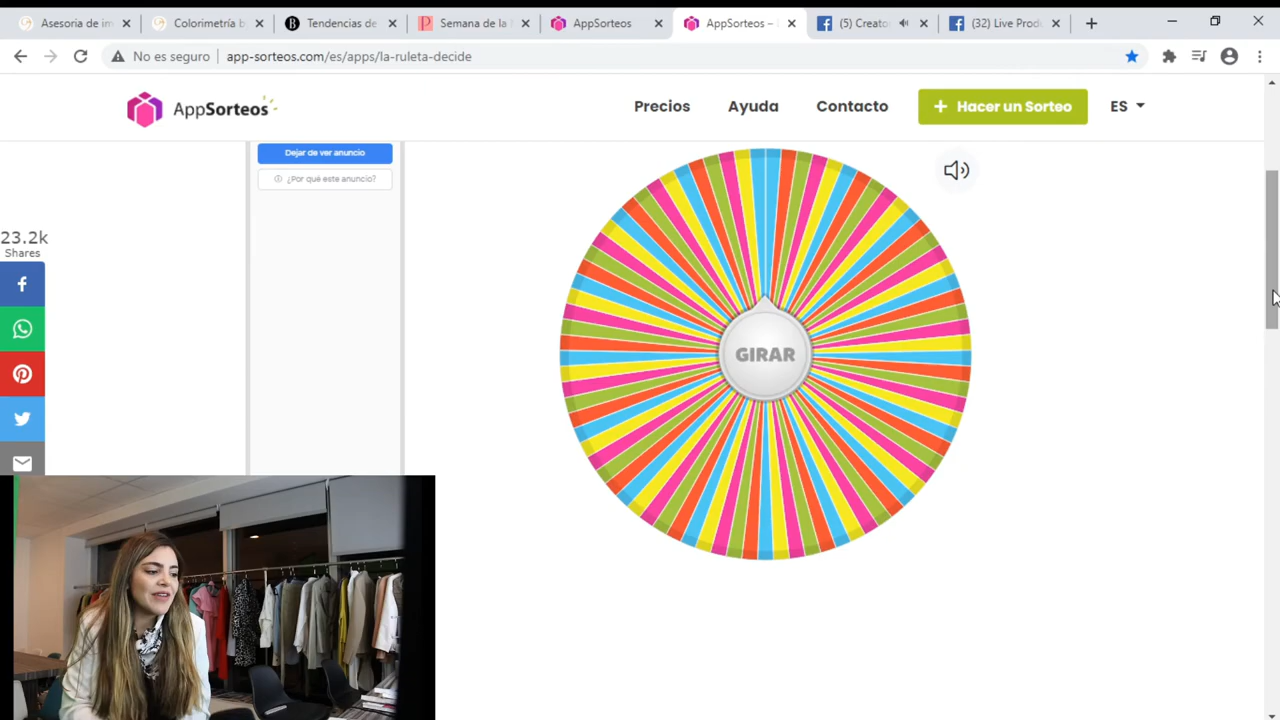 Asesoria de im
Colorimetría b
Tendencias de
Semana de la
AppSorteos
AppSorteos –
(5) Creato
(32) Live Prod
No es seguro
app-sorteos.com/es/apps/la-ruleta-decide
AppSorteos
Precios
Ayuda
Contacto
+ Hacer un Sorteo
ES
Dejar de ver anuncio
¿Por qué este anuncio?
23.2k
Shares
GIRAR